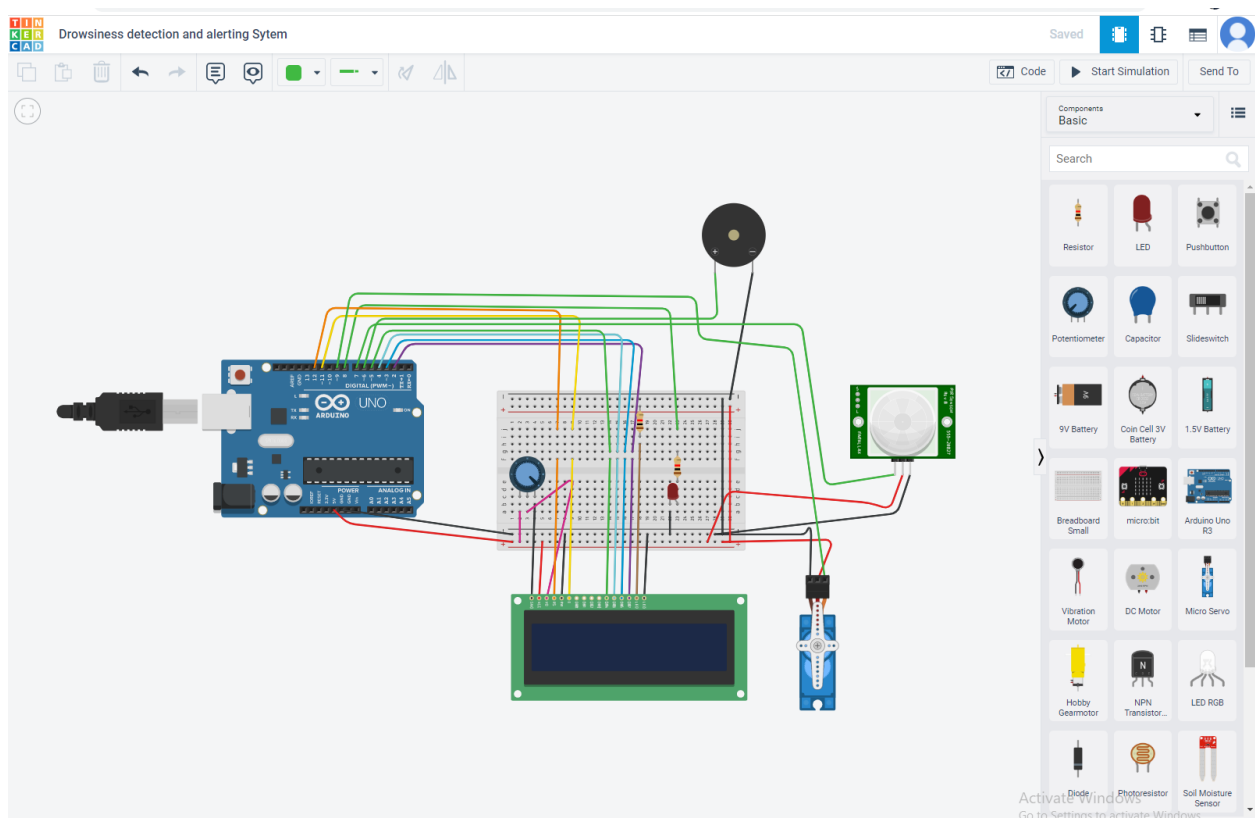 TIN
KER
CAD
Drowsiness detection and alerting Sytem
Saved
Code
Start Simulation
Send To
Components
Basic
Search
Resistor
LED
Pushbutton
Potentiometer
Capacitor
Slideswitch
9V Battery
Coin Cell 3V
Battery
1.5V Battery
Breadboard
Small
micro:bit
Arduino Uno
R3
Vibration
Motor
DC Motor
Micro Servo
Hobby
Gearmotor
NPN
Transistor...
LED RGB
Diode
Photoresistor
Soil Moisture
Sensor
DIGITAL (PWM~)
UNO
ARDUINO
POWER
ANALOG IN
Activate Windows
Go to Settings to activate Windows.